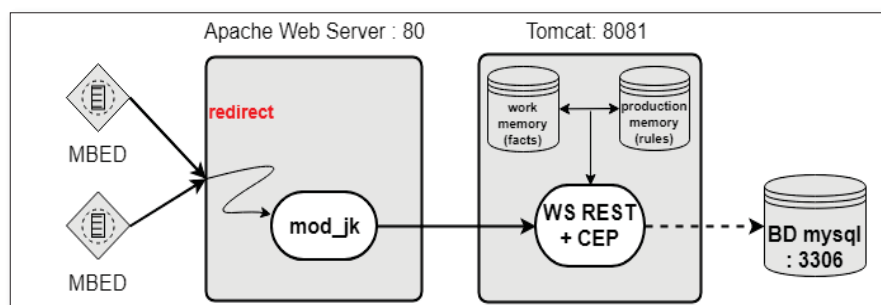 Apache Web Server : 80
Tomcat: 8081
redirect
MBED
MBED
mod_jk
work
memory
(facts)
production
memory
(rules)
WS REST
+ CEP
BD mysql
: 3306